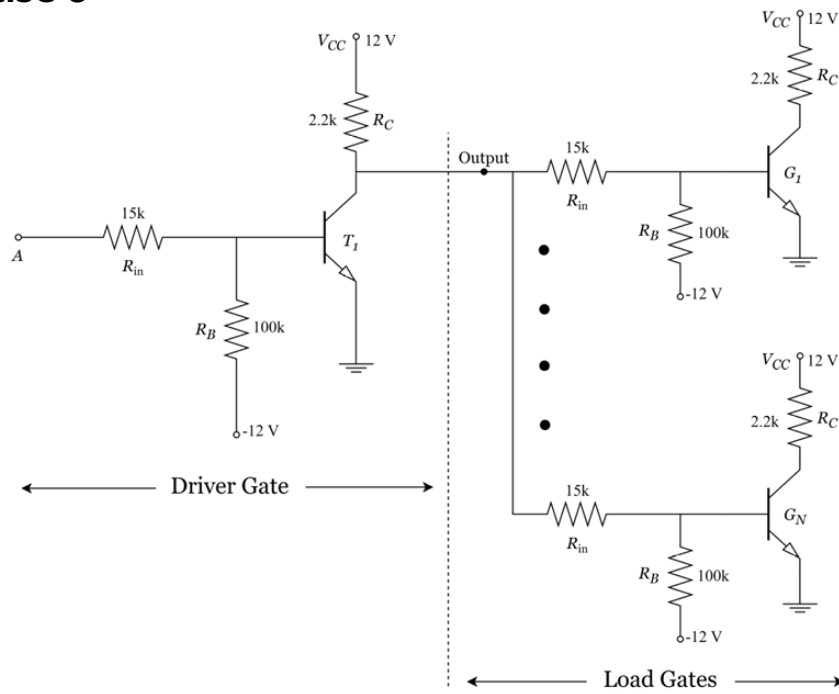 V_CC 12 V
2.2k R_C
15k
A
R_in
T_1
R_B 100k
-12 V
Driver Gate
Output
V_CC 12 V
2.2k R_C
15k
R_in
G_1
R_B 100k
-12 V
V_CC 12 V
2.2k R_C
15k
R_in
G_N
R_B 100k
-12 V
Load Gates